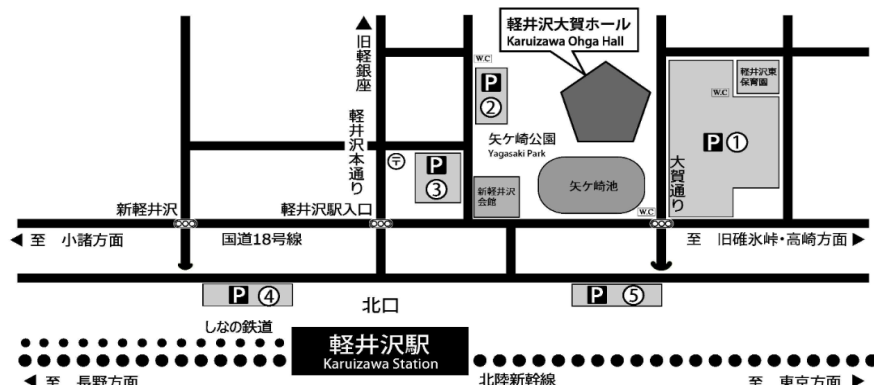 軽井沢大賀ホール
Karuizawa Ohga Hall
▲旧軽銀座
軽井沢本通り
W.C
P②
矢ケ崎公園
Yagasaki Park
W.C
軽井沢東
保育園
P①
大賀通り
〒
P③
新軽井沢
会館
矢ケ崎池
W.C
新軽井沢
軽井沢駅入口
◀ 至 小諸方面
国道18号線
至 旧碓氷峠・高崎方面 ▶
P④
北口
P⑤
しなの鉄道
軽井沢駅
Karuizawa Station
◀ 至 長野方面
北陸新幹線
至 東京方面 ▶